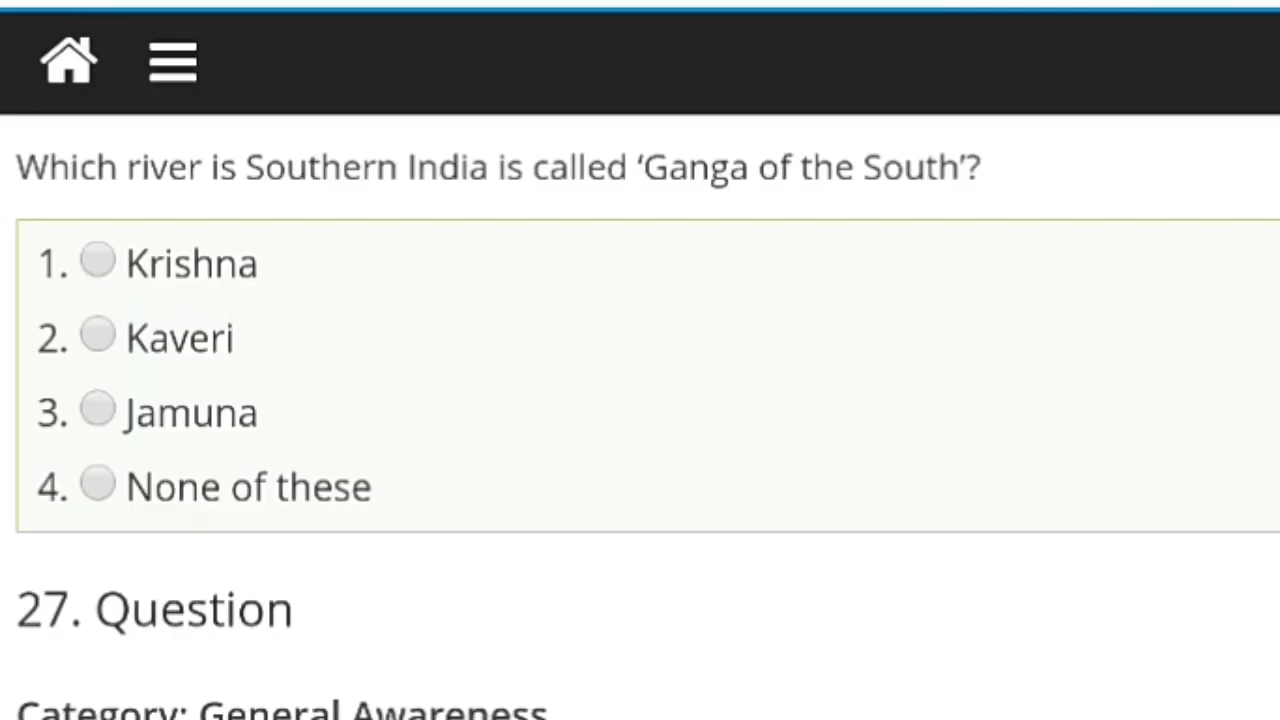 Which river is Southern India is called ‘Ganga of the South’?
1. Krishna
2. Kaveri
3. Jamuna
4. None of these
27. Question
Category: General Awareness